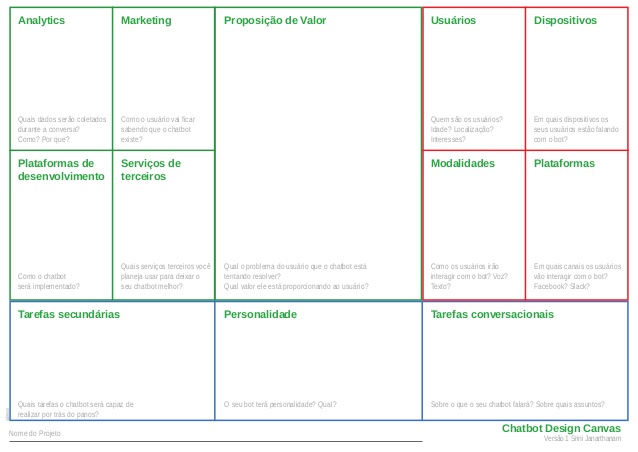 Analytics
Quais dados serão coletados
durante a conversa?
Como? Por que?
Marketing
Como o usuário vai ficar
sabendo que o chatbot
existe?
Proposição de Valor
Qual o problema do usuário que o chatbot está
tentando resolver?
Qual valor ele está proporcionando ao usuário?
Usuários
Quem são os usuários?
Idade? Localização?
Interesses?
Dispositivos
Em quais dispositivos os
seus usuários estão falando
com o bot?
Plataformas de
desenvolvimento
Como o chatbot
será implementado?
Serviços de
terceiros
Quais serviços terceiros você
planeja usar para deixar o
seu chatbot melhor?
Modalidades
Como os usuários irão
interagir com o bot? Voz?
Texto?
Plataformas
Em quais canais os usuários
vão interagir com o bot?
Facebook? Slack?
Tarefas secundárias
Quais tarefas o chatbot será capaz de
realizar por trás do panos?
Personalidade
O seu bot terá personalidade? Qual?
Tarefas conversacionais
Sobre o que o seu chatbot falará? Sobre quais assuntos?
Nome do Projeto
Chatbot Design Canvas
Versão 1 Srini Janarthanam